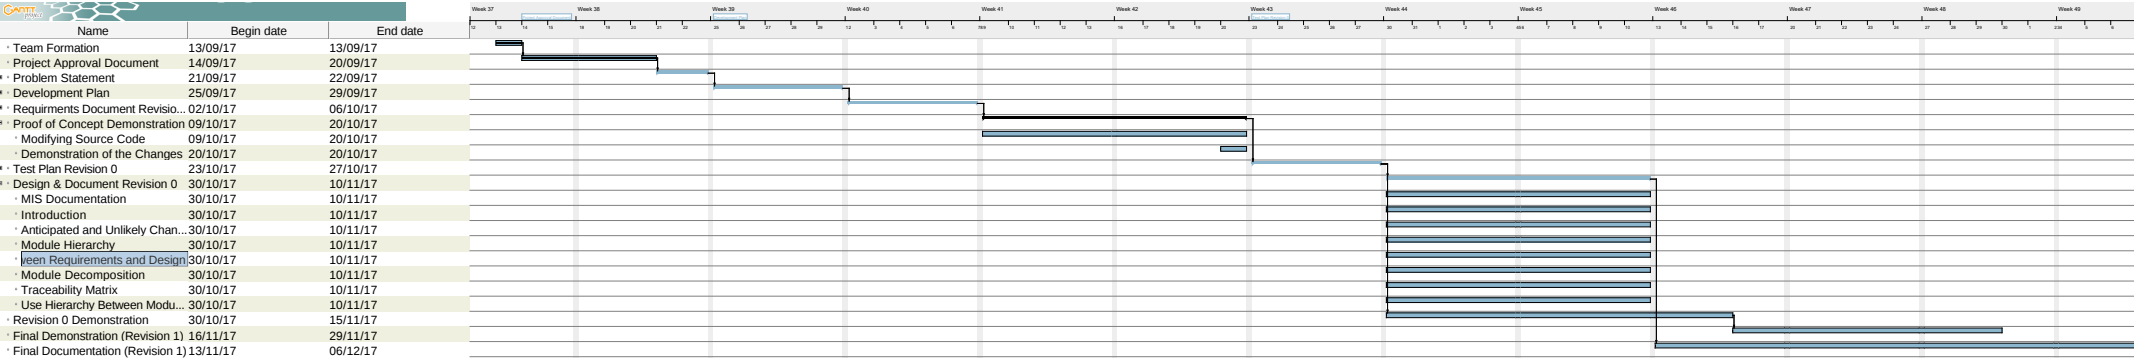 GANTT project
Week 37 Week 38 Week 39 Week 40 Week 41 Week 42 Week 43 Week 44 Week 45 Week 46 Week 47 Week 48 Week 49
Name Begin date End date
Team Formation 13/09/17 13/09/17
Project Approval Document 14/09/17 20/09/17
Problem Statement 21/09/17 22/09/17
Development Plan 25/09/17 29/09/17
Requirments Document Revisio... 02/10/17 06/10/17
Proof of Concept Demonstration 09/10/17 20/10/17
Modifying Source Code 09/10/17 20/10/17
Demonstration of the Changes 20/10/17 20/10/17
Test Plan Revision 0 23/10/17 27/10/17
Design & Document Revision 0 30/10/17 10/11/17
MIS Documentation 30/10/17 10/11/17
Introduction 30/10/17 10/11/17
Anticipated and Unlikely Chan... 30/10/17 10/11/17
Module Hierarchy 30/10/17 10/11/17
veen Requirements and Design 30/10/17 10/11/17
Module Decomposition 30/10/17 10/11/17
Traceability Matrix 30/10/17 10/11/17
Use Hierarchy Between Modu... 30/10/17 10/11/17
Revision 0 Demonstration 30/10/17 15/11/17
Final Demonstration (Revision 1) 16/11/17 29/11/17
Final Documentation (Revision 1) 13/11/17 06/12/17